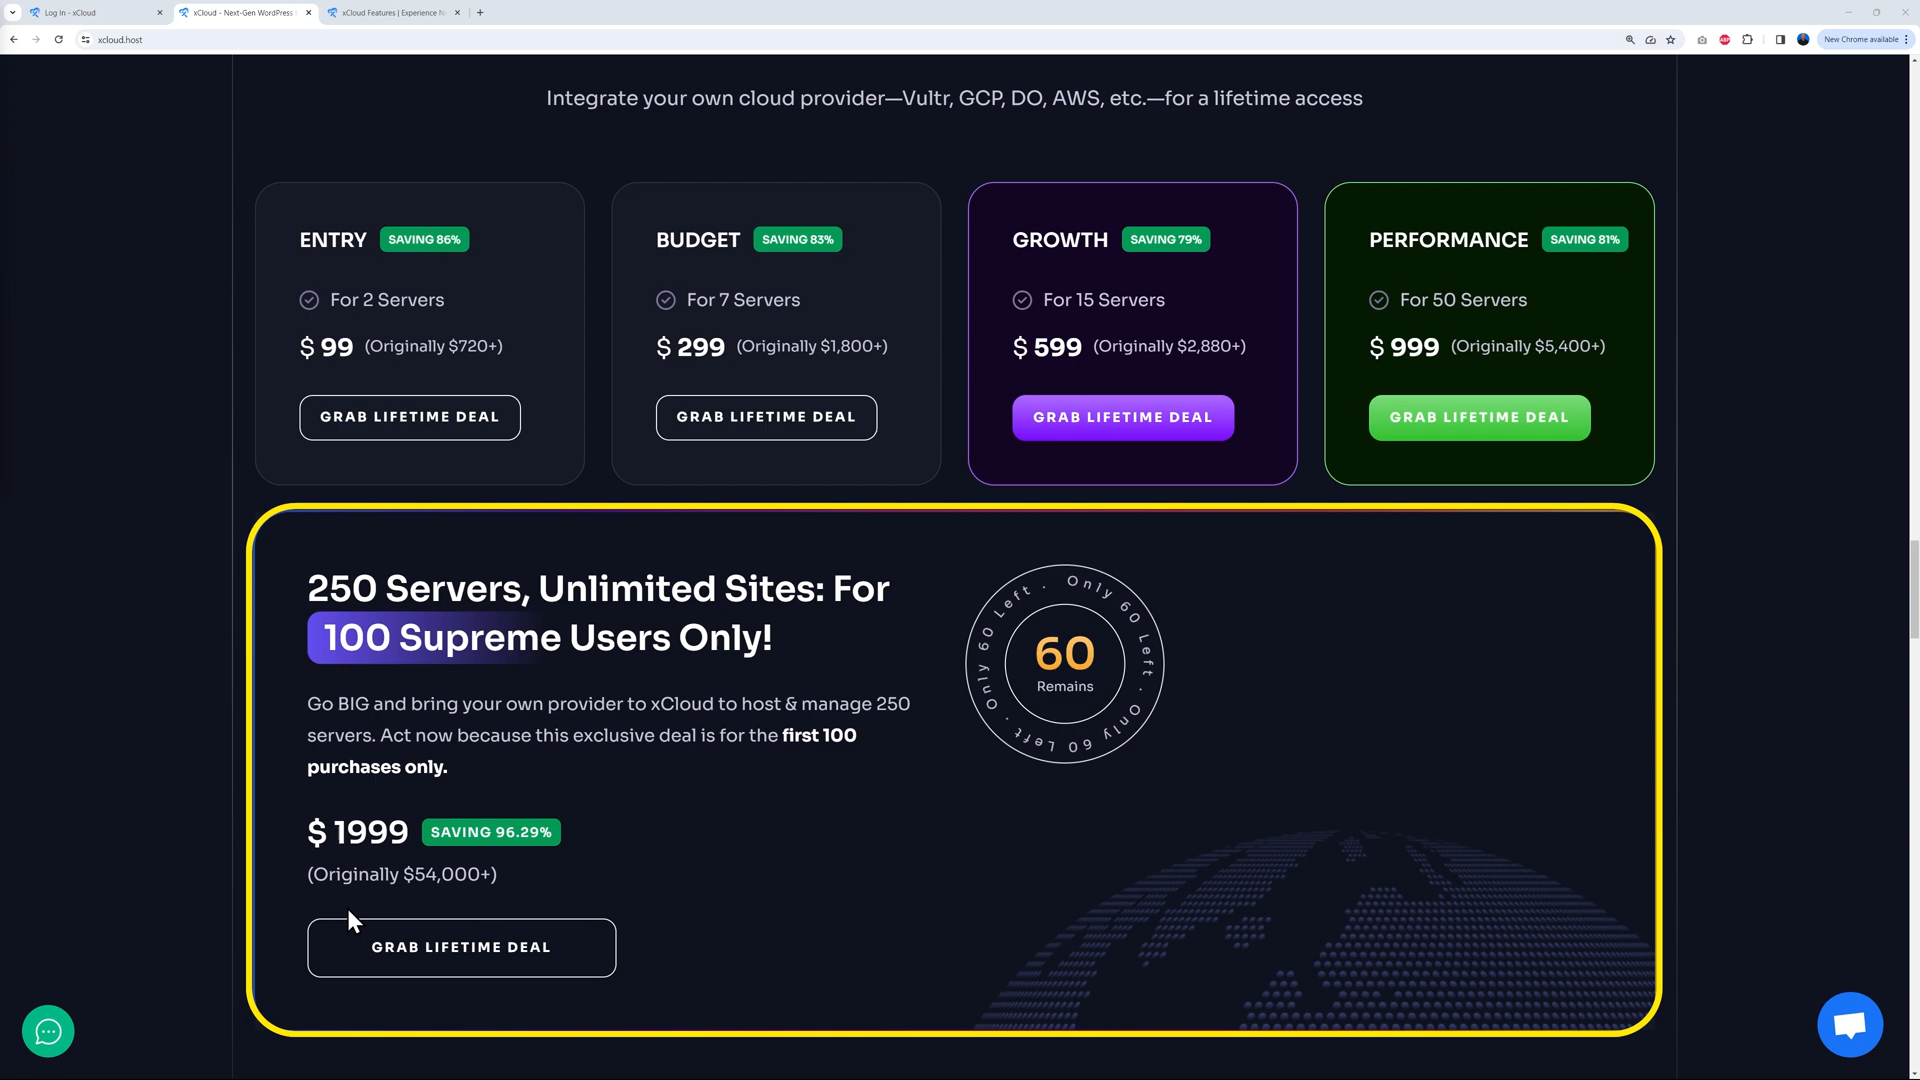 Log In - xCloud
xCloud - Next-Gen WordPress
xCloud Features | Experience N
xcloud.host
ABP
New Chrome available
Integrate your own cloud provider—Vultr, GCP, DO, AWS, etc.—for a lifetime access
ENTRY SAVING 86%
For 2 Servers
$ 99 (Originally $720+)
GRAB LIFETIME DEAL
BUDGET SAVING 83%
For 7 Servers
$ 299 (Originally $1,800+)
GRAB LIFETIME DEAL
GROWTH SAVING 79%
For 15 Servers
$ 599 (Originally $2,880+)
GRAB LIFETIME DEAL
PERFORMANCE SAVING 81%
For 50 Servers
$ 999 (Originally $5,400+)
GRAB LIFETIME DEAL
250 Servers, Unlimited Sites: For
100 Supreme Users Only!
Go BIG and bring your own provider to xCloud to host & manage 250
servers. Act now because this exclusive deal is for the first 100
purchases only.
$ 1999 SAVING 96.29%
(Originally $54,000+)
GRAB LIFETIME DEAL
Only 60 Left · Only 60 Left · Only 60 Left ·
60
Remains